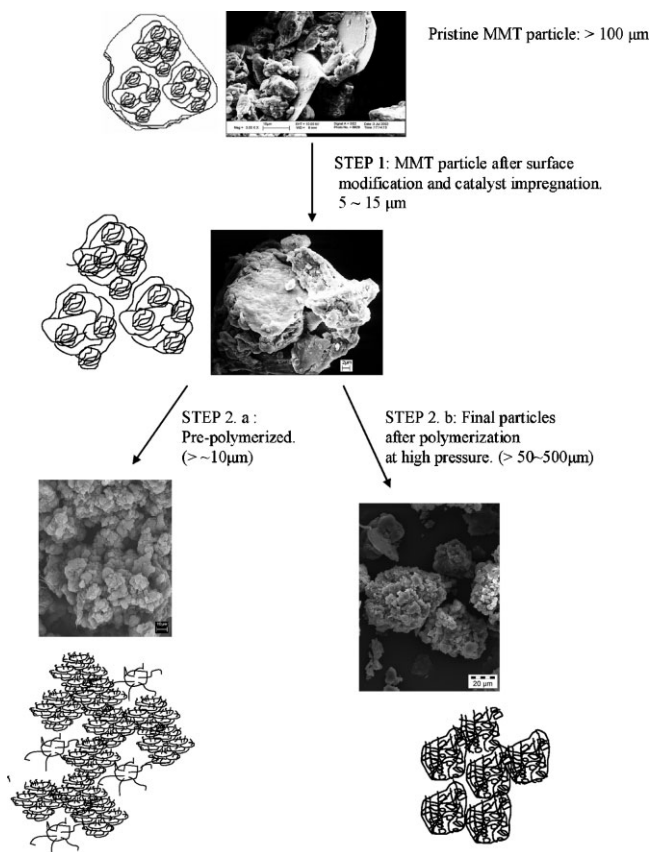 Pristine MMT particle: > 100 μm
STEP 1: MMT particle after surface
modification and catalyst impregnation.
5 ~ 15 μm
STEP 2. a :
Pre-polymerized.
(> ~10μm)
STEP 2. b: Final particles
after polymerization
at high pressure. (> 50~500μm)
20 μm